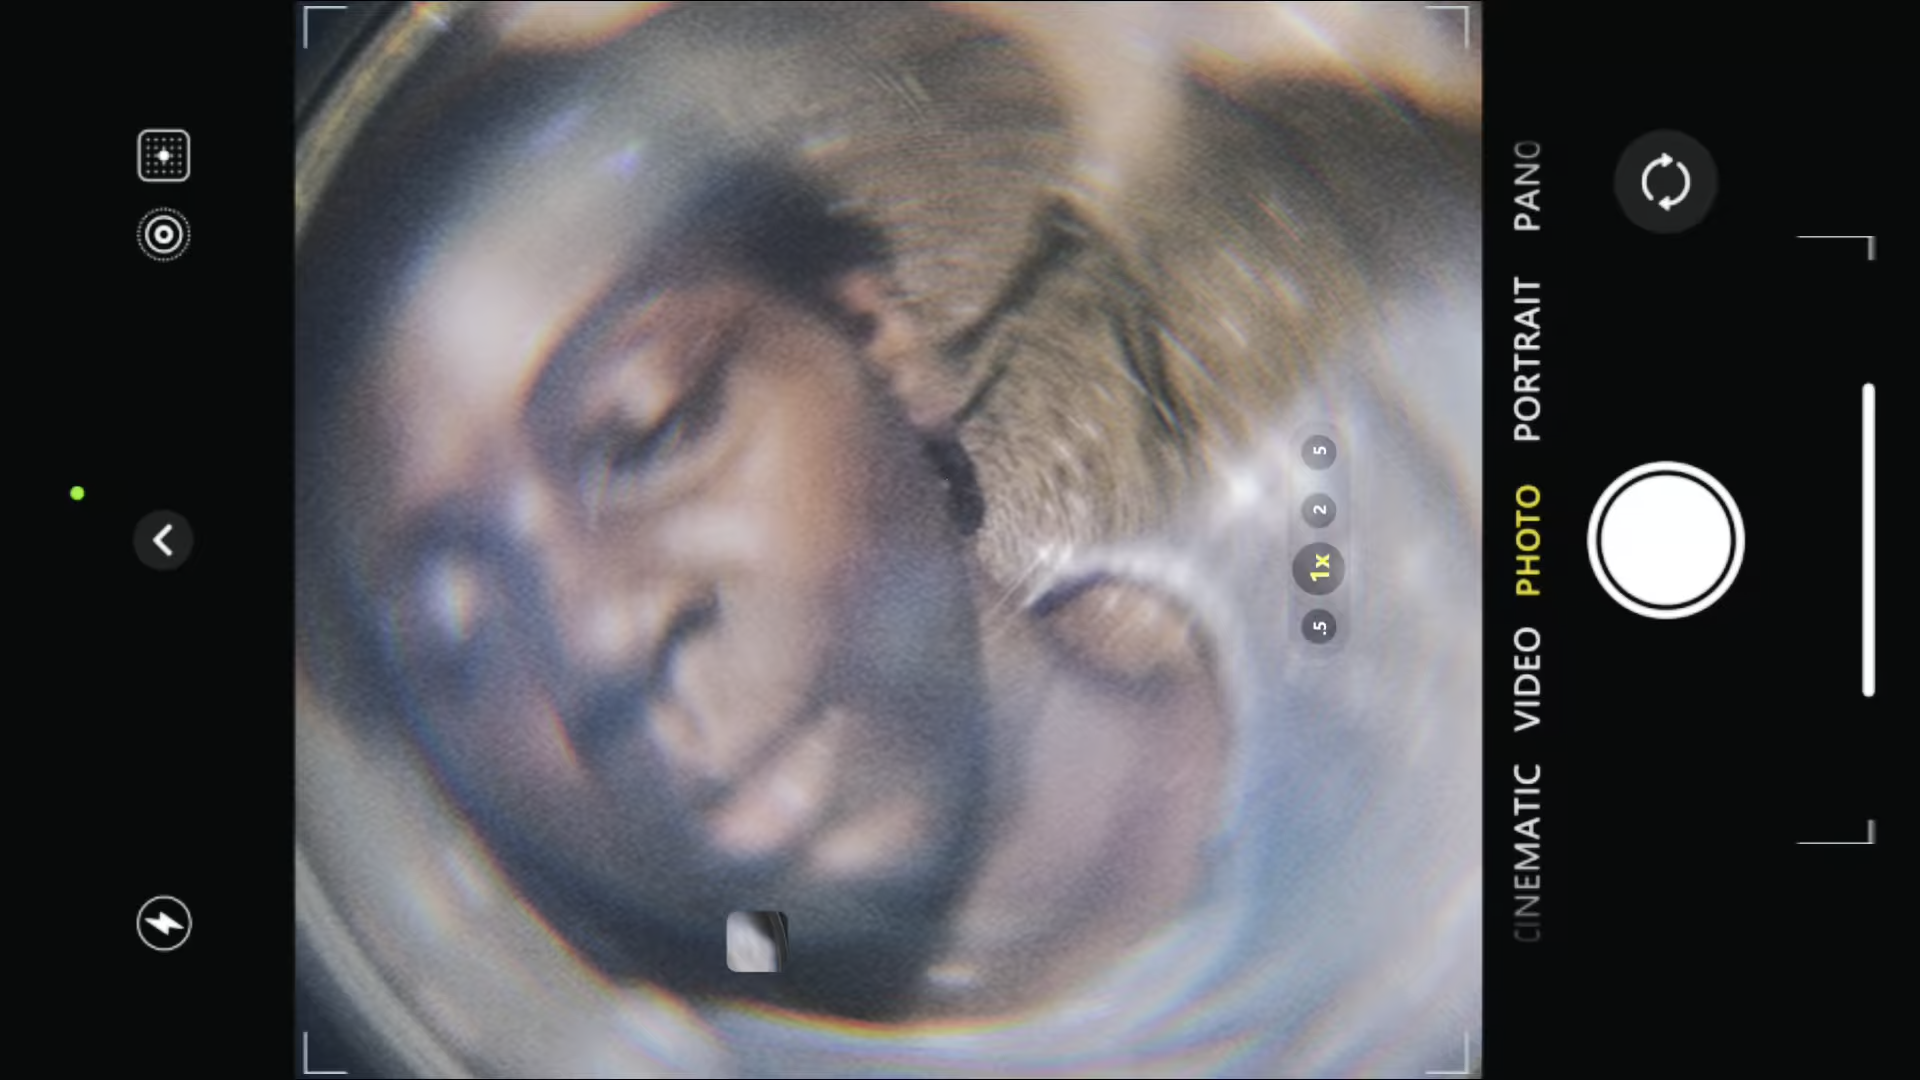 5
2
1x
.5
PANO
PORTRAIT
PHOTO
VIDEO
CINEMATIC